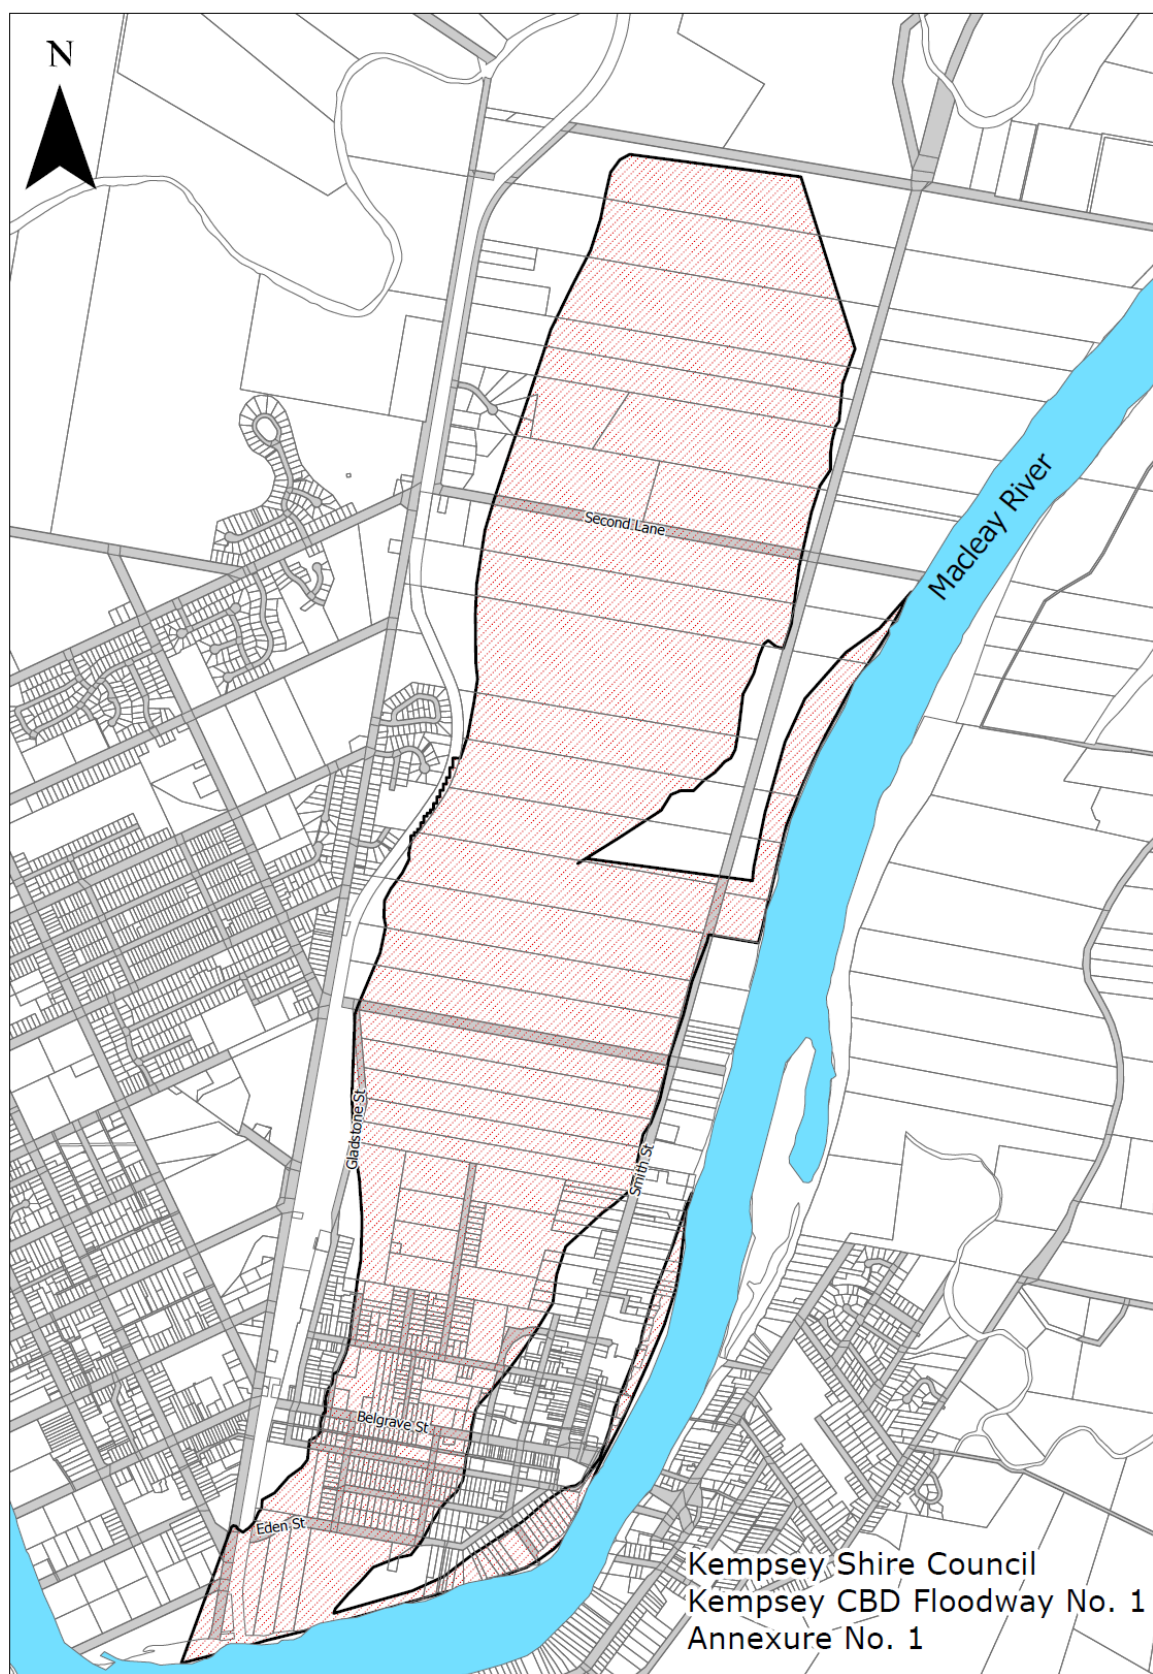 N
Second Lane
Macleay River
Gladstone St
Smith St
Belgrave St
Eden St
Kempsey Shire Council
Kempsey CBD Floodway No. 1
Annexure No. 1